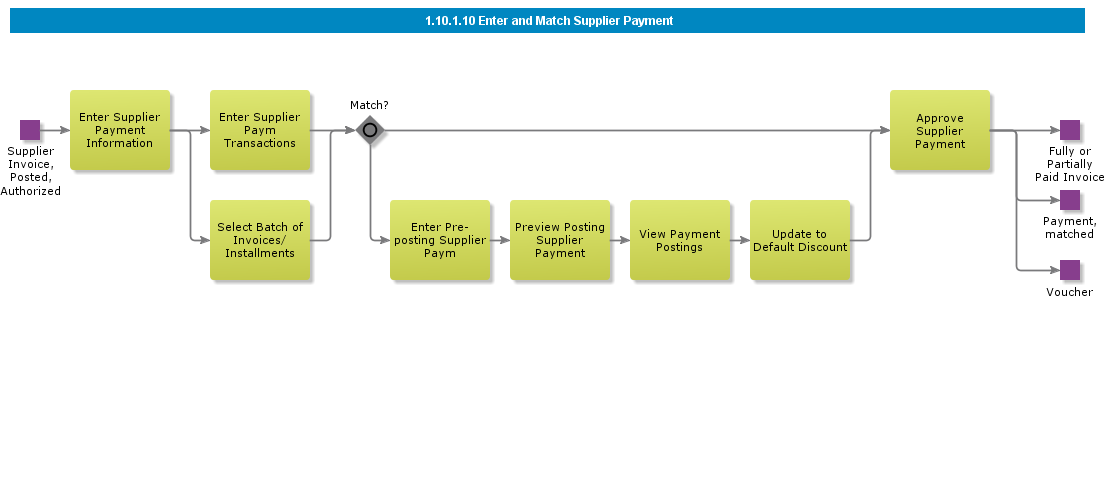 1.10.1.10 Enter and Match Supplier Payment
Match?
Enter Supplier
Payment
Information
Enter Supplier
Paym
Transactions
Approve
Supplier
Payment
Supplier
Invoice,
Posted,
Authorized
Fully or
Partially
Paid Invoice
Select Batch of
Invoices/
Installments
Enter Pre-
posting Supplier
Paym
Preview Posting
Supplier
Payment
View Payment
Postings
Update to
Default Discount
Payment,
matched
Voucher